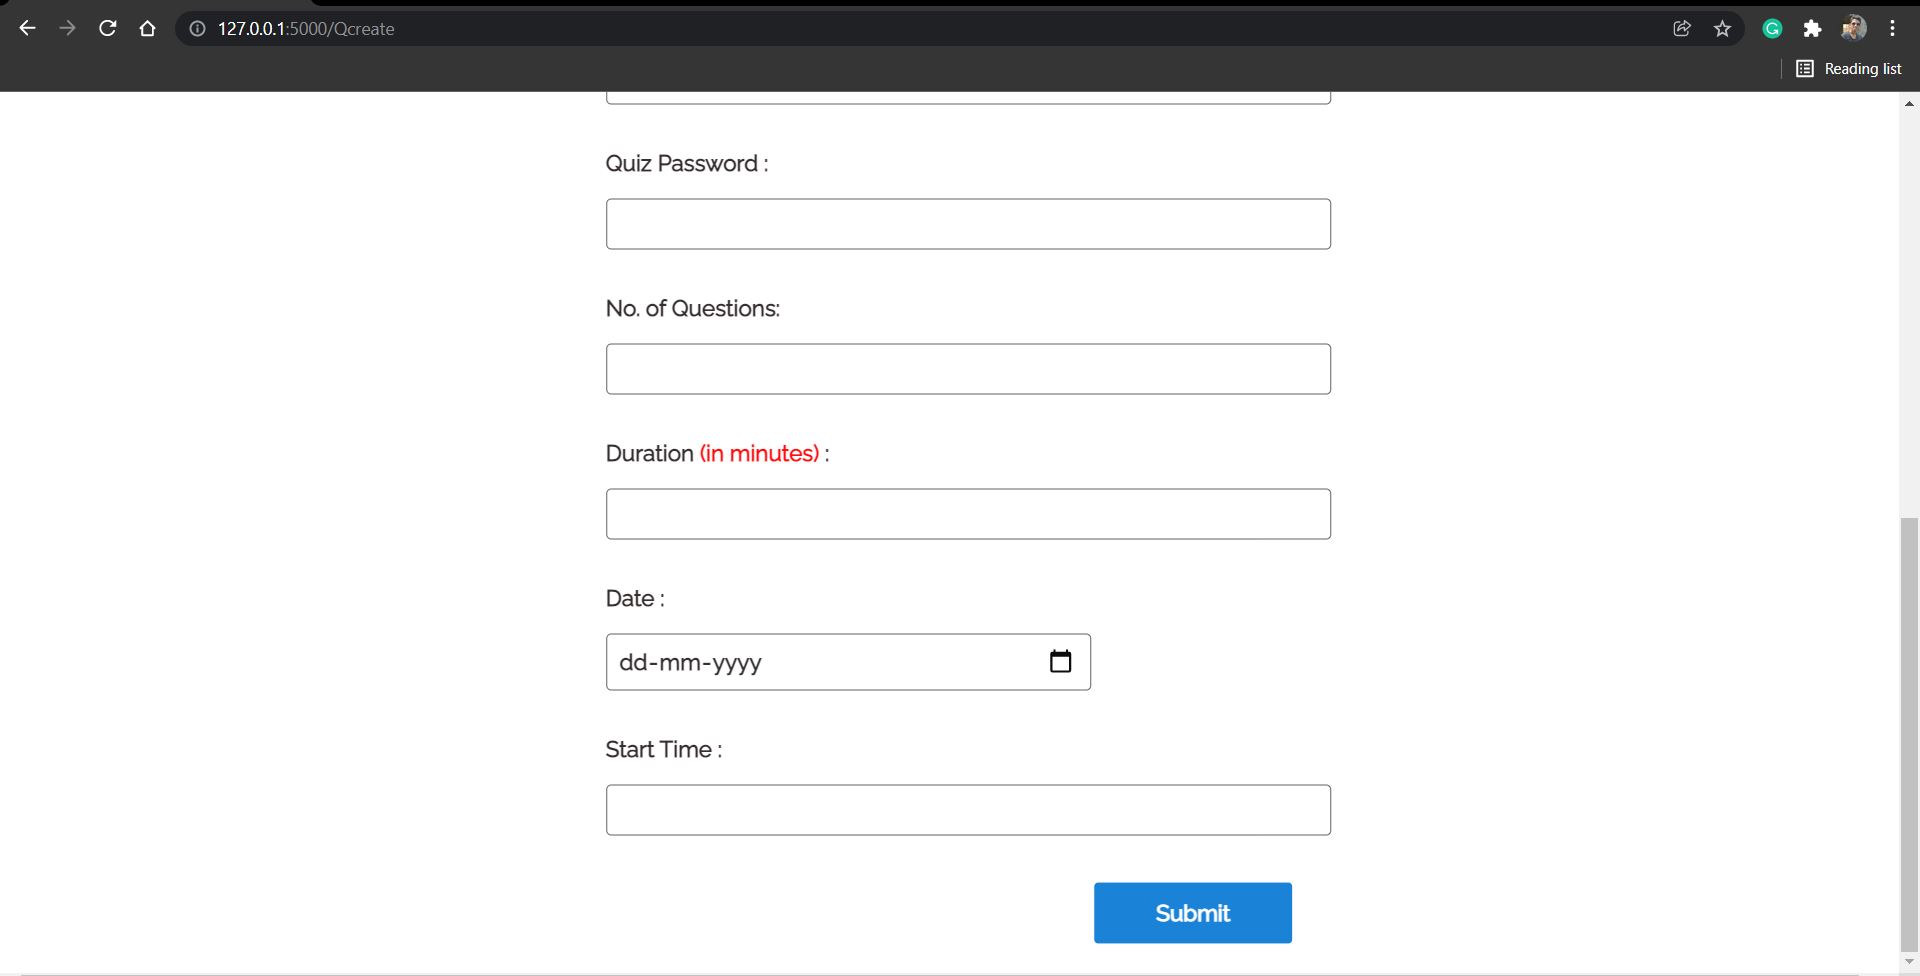 127.0.0.1:5000/Qcreate
Reading list
Quiz Password :
No. of Questions:
Duration (in minutes) :
Date :
dd-mm-yyyy
Start Time :
Submit